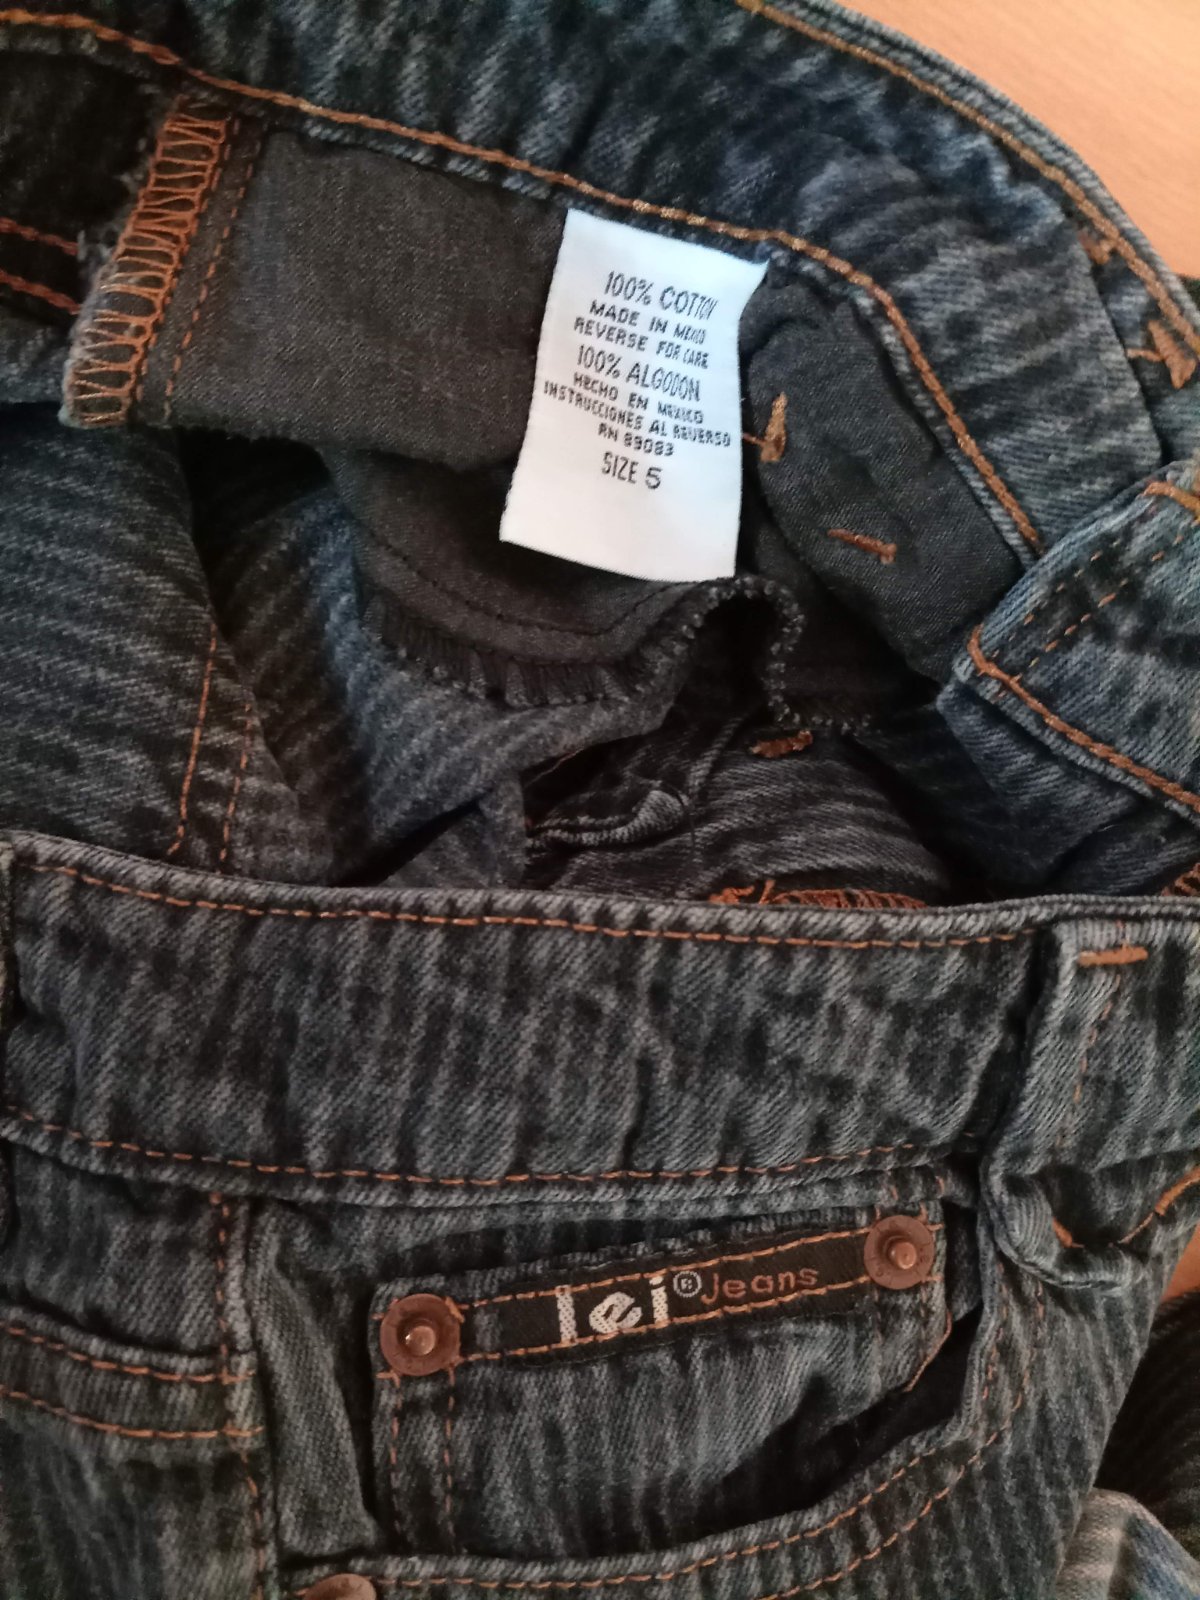 100% COTTON
MADE IN MEXICO
REVERSE FOR CARE
100% ALGODON
HECHO EN MEXICO
INSTRUCCIONES AL REVERSO
RN 89083
SIZE 5
lei® Jeans